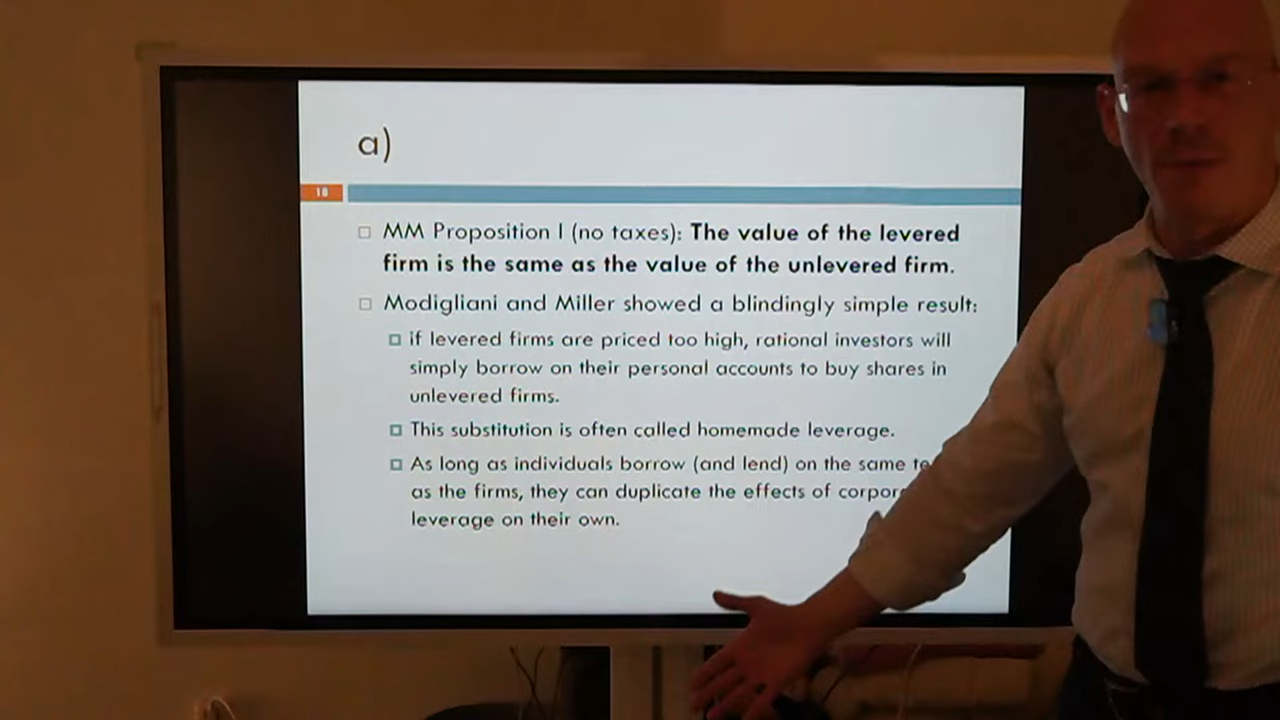 a)
18
MM Proposition I (no taxes): The value of the levered
firm is the same as the value of the unlevered firm.
Modigliani and Miller showed a blindingly simple result:
if levered firms are priced too high, rational investors will
simply borrow on their personal accounts to buy shares in
unlevered firms.
This substitution is often called homemade leverage.
As long as individuals borrow (and lend) on the same
as the firms, they can duplicate the effects of
leverage on their own.